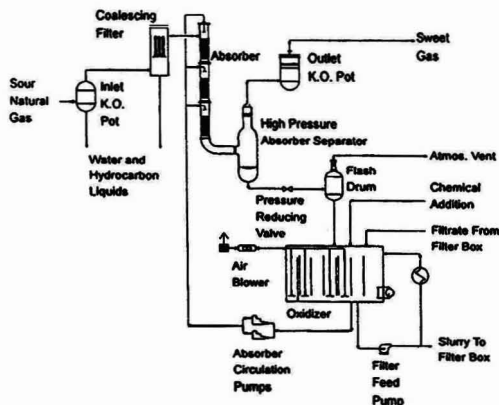 Coalescing
Filter
Absorber
Outlet
K.O. Pot
Sweet
Gas
Sour
Natural
Gas
Inlet
K.O.
Pot
High Pressure
Absorber Separator
Water and
Hydrocarbon
Liquids
Atmos. Vent
Flash
Drum
Pressure
Reducing
Valve
Chemical
Addition
Filtrate From
Filter Box
Air
Blower
Oxidizer
Absorber
Circulation
Pumps
Filter
Feed
Pump
Slurry To
Filter Box